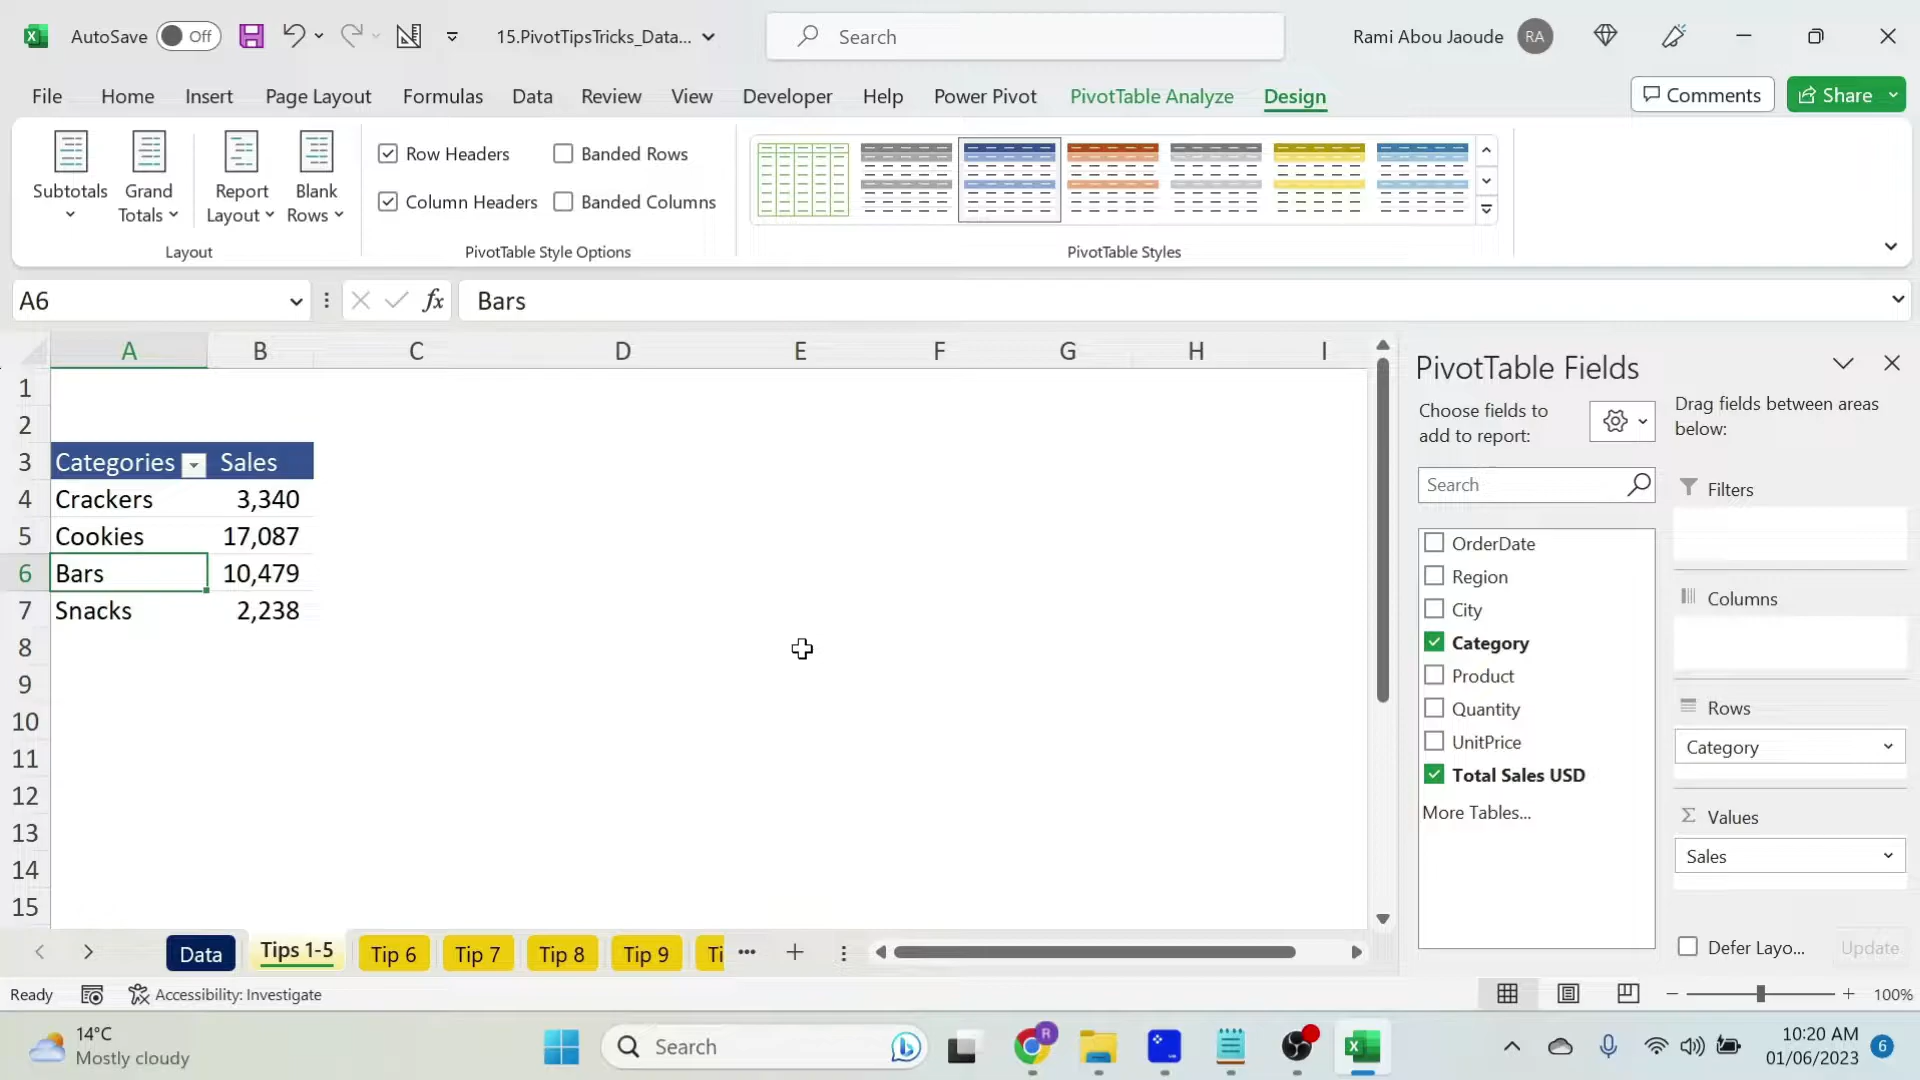 AutoSave Off 15.PivotTipsTricks_Data... Search Rami Abou Jaoude RA
File Home Insert Page Layout Formulas Data Review View Developer Help Power Pivot PivotTable Analyze Design Comments Share
Subtotals Grand Totals Report Layout Blank Rows
Row Headers Banded Rows
Column Headers Banded Columns
Layout PivotTable Style Options PivotTable Styles
A6 fx Bars
A B C D E F G H I
1
2
3 Categories Sales
4 Crackers 3,340
5 Cookies 17,087
6 Bars 10,479
7 Snacks 2,238
8
9
10
11
12
13
14
15
PivotTable Fields
Choose fields to
add to report:
Search
OrderDate
Region
City
Category
Product
Quantity
UnitPrice
Total Sales USD
More Tables...
Drag fields between areas
below:
Filters
Columns
Rows
Category
Σ Values
Sales
Defer Layo... Update
Data Tips 1-5 Tip 6 Tip 7 Tip 8 Tip 9 Ti ...
Ready Accessibility: Investigate 100%
14°C
Mostly cloudy
Search
R
10:20 AM
01/06/2023
6